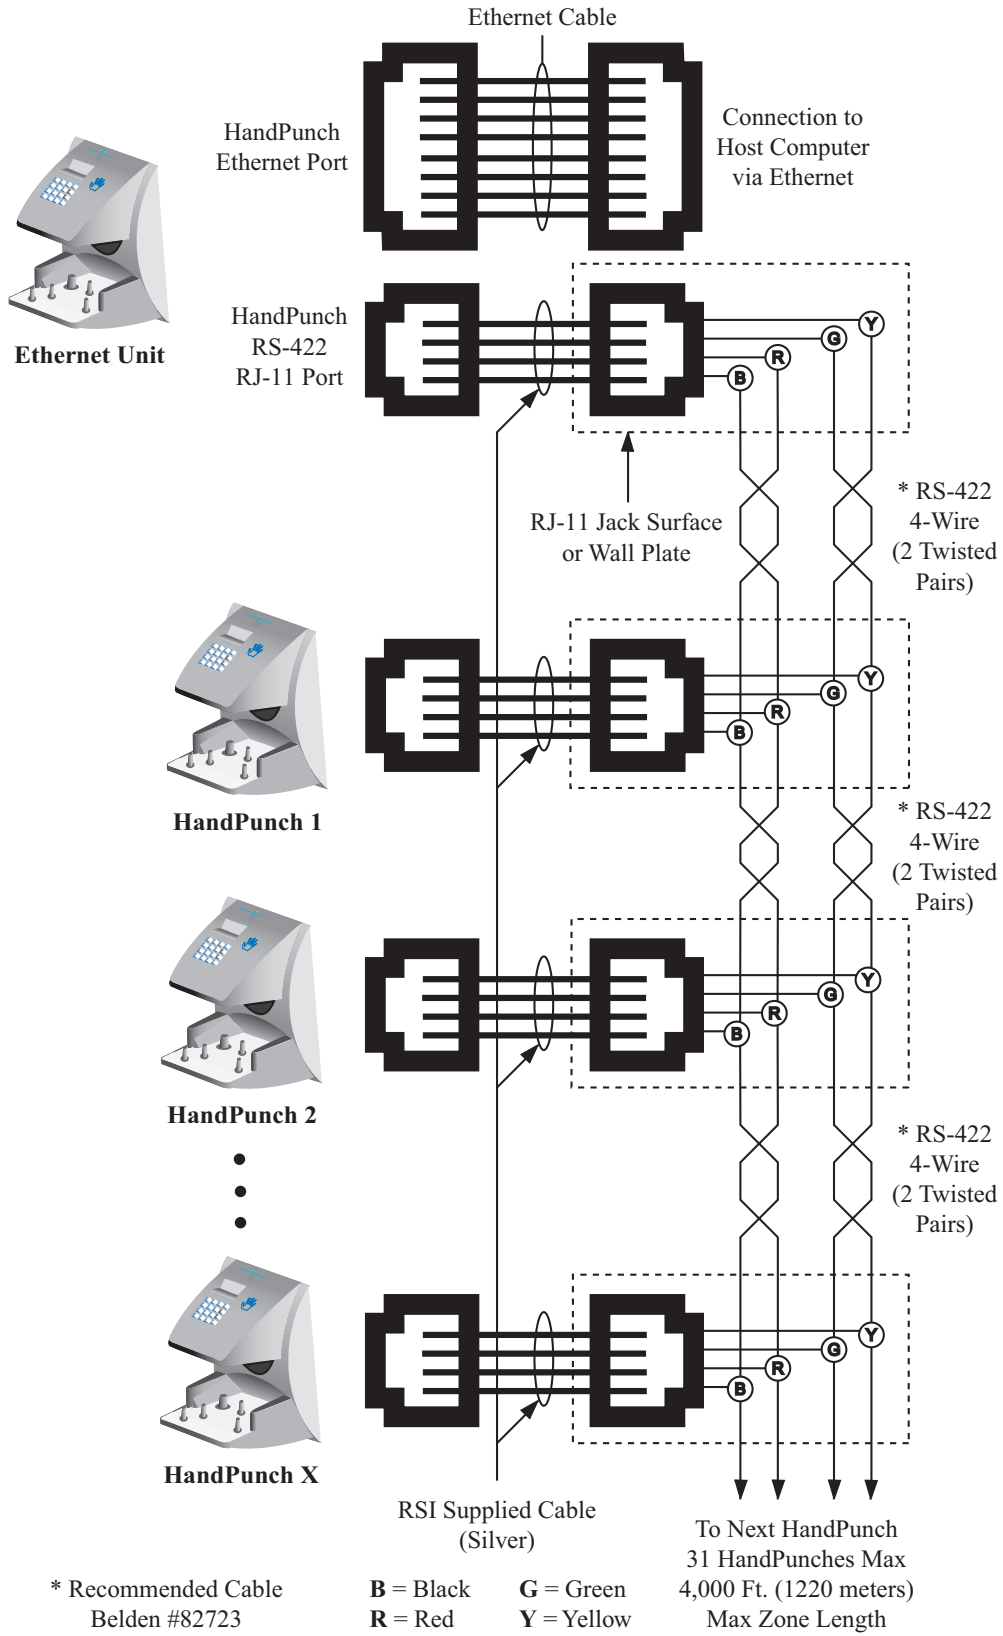 Ethernet Cable
HandPunch
Ethernet Port
Connection to
Host Computer
via Ethernet
Ethernet Unit
HandPunch
RS-422
RJ-11 Port
Y
G
R
B
RJ-11 Jack Surface
or Wall Plate
* RS-422
4-Wire
(2 Twisted
Pairs)
HandPunch 1
Y
G
R
B
* RS-422
4-Wire
(2 Twisted
Pairs)
HandPunch 2
Y
G
R
B
* RS-422
4-Wire
(2 Twisted
Pairs)
HandPunch X
Y
G
R
B
RSI Supplied Cable
(Silver)
To Next HandPunch
31 HandPunches Max
4,000 Ft. (1220 meters)
Max Zone Length
* Recommended Cable
Belden #82723
B = Black
G = Green
R = Red
Y = Yellow